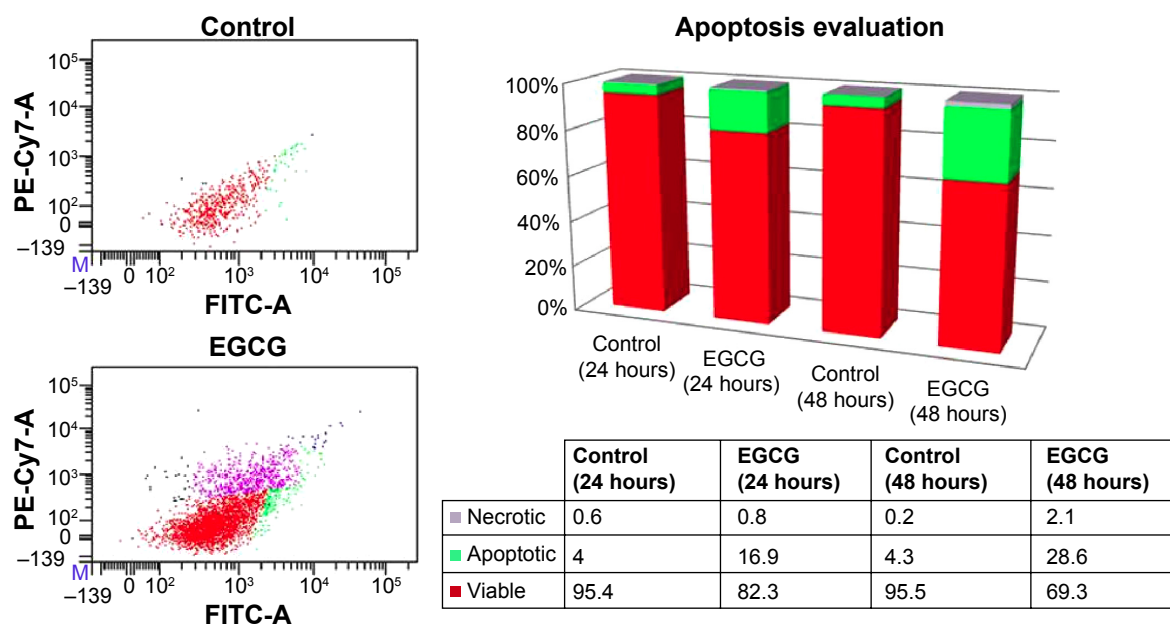 Control
PE-Cy7-A
10⁵
10⁴
10³
10²
0
–139
M
–139
0 10² 10³ 10⁴ 10⁵
FITC-A
EGCG
PE-Cy7-A
10⁵
10⁴
10³
10²
0
–139
M
–139
0 10² 10³ 10⁴ 10⁵
FITC-A
Apoptosis evaluation
100%
80%
60%
40%
20%
0%
Control
(24 hours)
EGCG
(24 hours)
Control
(48 hours)
EGCG
(48 hours)
Control EGCG Control EGCG
(24 hours) (24 hours) (48 hours) (48 hours)
Necrotic 0.6 0.8 0.2 2.1
Apoptotic 4 16.9 4.3 28.6
Viable 95.4 82.3 95.5 69.3